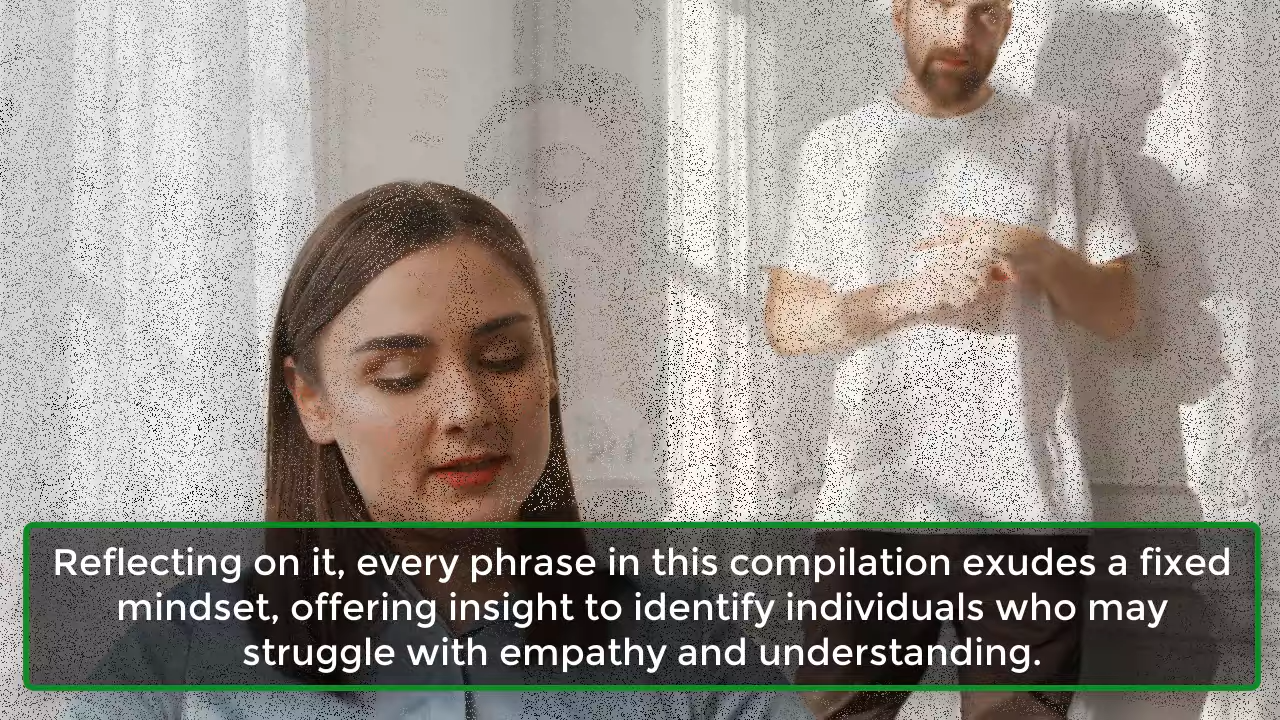 Reflecting on it, every phrase in this compilation exudes a fixed
mindset, offering insight to identify individuals who may
struggle with empathy and understanding.